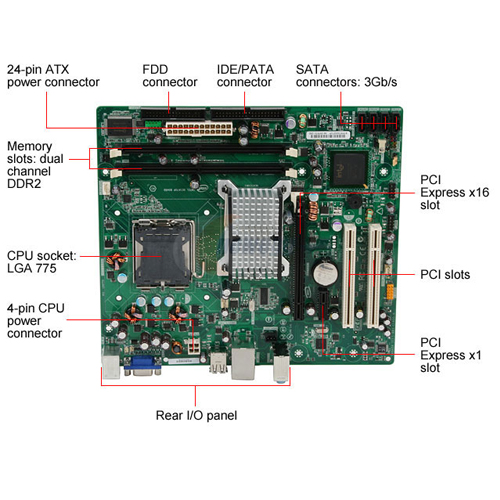 24-pin ATX
power connector
FDD
connector
IDE/PATA
connector
SATA
connectors: 3Gb/s
Memory
slots: dual
channel
DDR2
PCI
Express x16
slot
CPU socket:
LGA 775
PCI slots
4-pin CPU
power
connector
PCI
Express x1
slot
Rear I/O panel